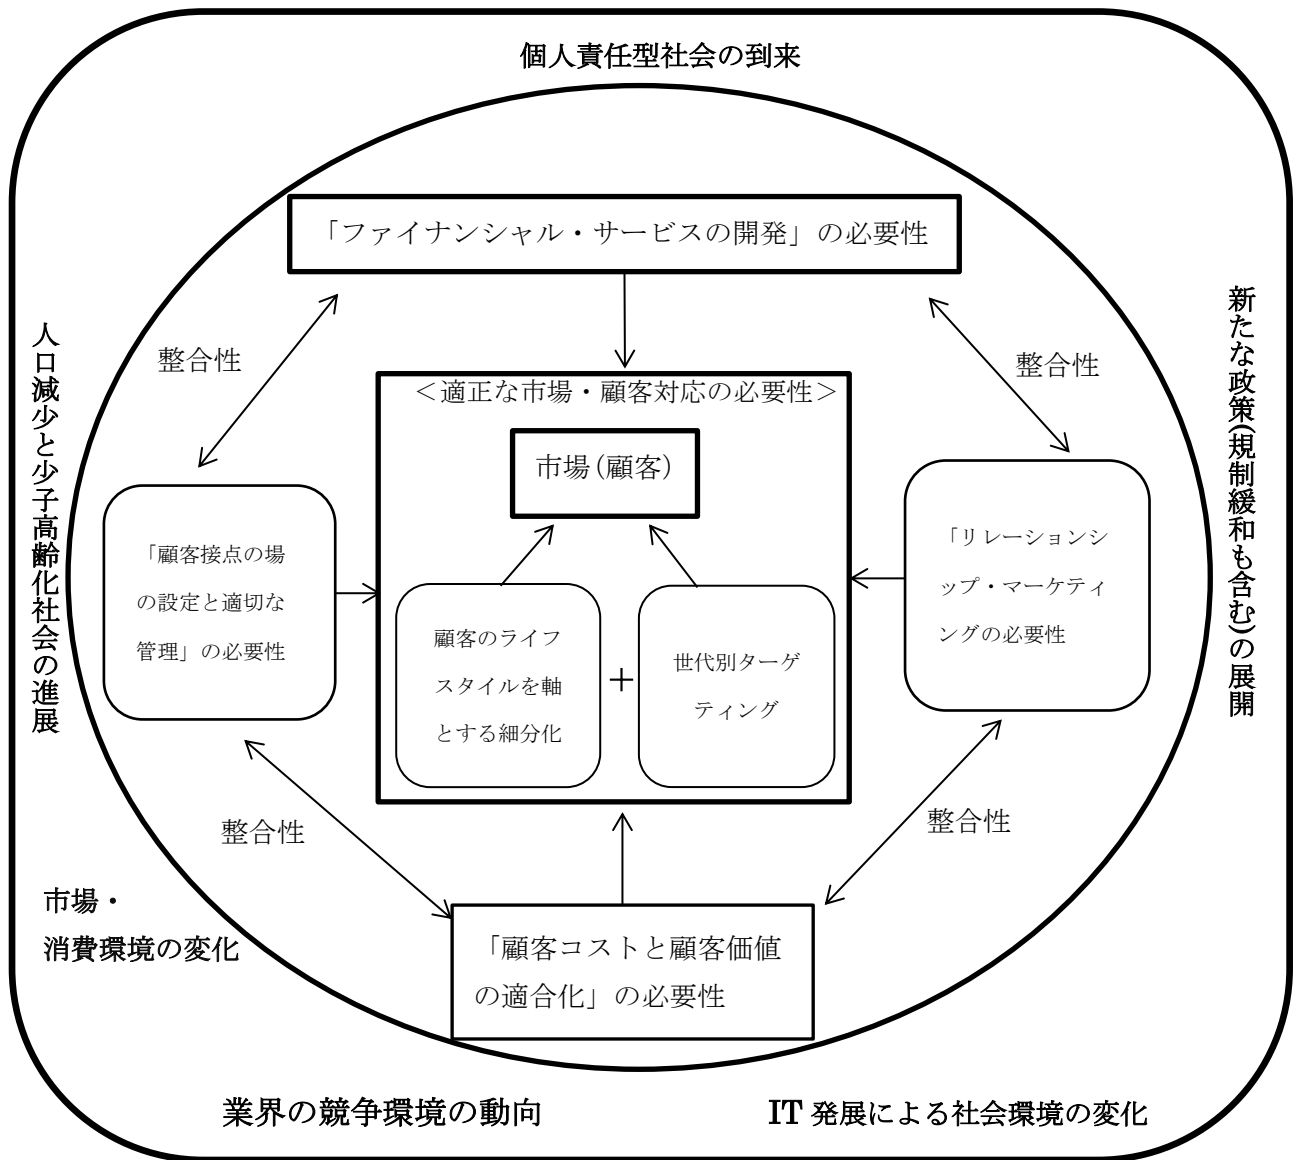 個人責任型社会の到来
「ファイナンシャル・サービスの開発」の必要性
人口減少と少子高齢化社会の進展
新たな政策(規制緩和も含む)の展開
整合性
整合性
＜適正な市場・顧客対応の必要性＞
市場(顧客)
「顧客接点の場
の設定と適切な
管理」の必要性
顧客のライフ
スタイルを軸
とする細分化
+
世代別ターゲ
ティング
「リレーションシ
ップ・マーケティ
ングの必要性
整合性
整合性
市場・
消費環境の変化
「顧客コストと顧客価値
の適合化」の必要性
業界の競争環境の動向
IT 発展による社会環境の変化